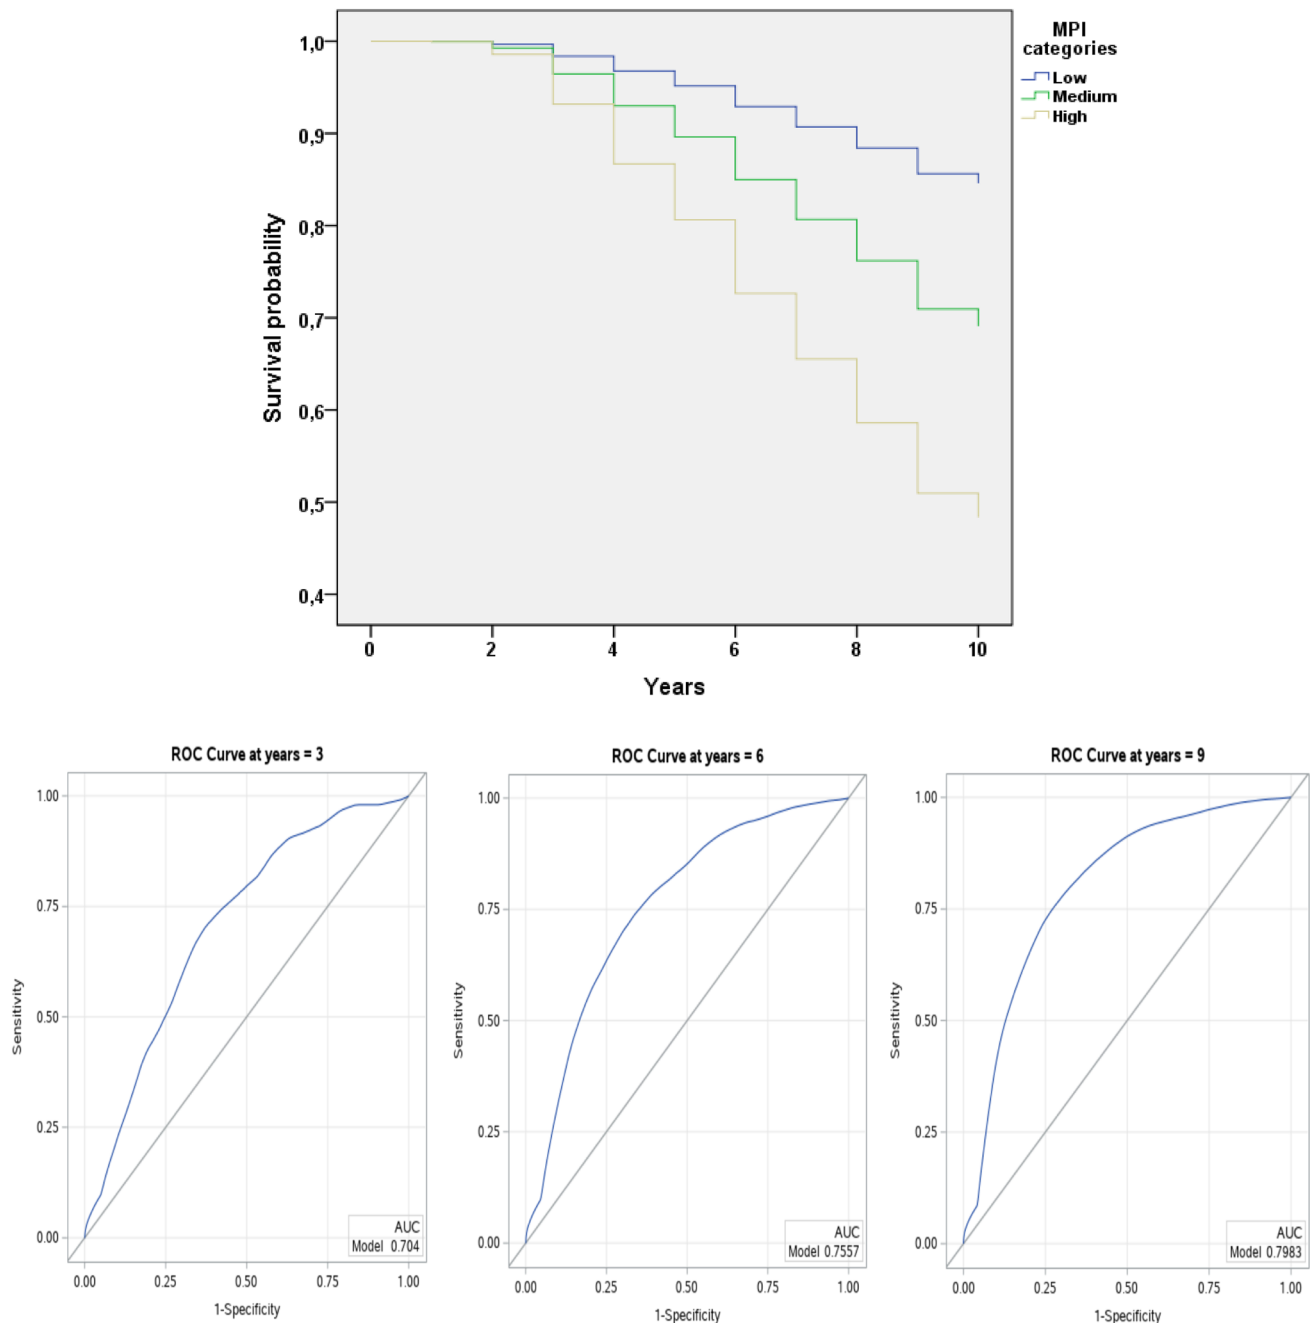 MPI
categories
Low
Medium
High
1,0
0,9
0,8
0,7
0,6
0,5
0,4
Survival probability
0 2 4 6 8 10
Years
ROC Curve at years = 3
1.00
0.75
0.50
0.25
0.00
Sensitivity
AUC
Model 0.704
0.00 0.25 0.50 0.75 1.00
1-Specificity
ROC Curve at years = 6
1.00
0.75
0.50
0.25
0.00
Sensitivity
AUC
Model 0.7557
0.00 0.25 0.50 0.75 1.00
1-Specificity
ROC Curve at years = 9
1.00
0.75
0.50
0.25
0.00
Sensitivity
AUC
Model 0.7983
0.00 0.25 0.50 0.75 1.00
1-Specificity